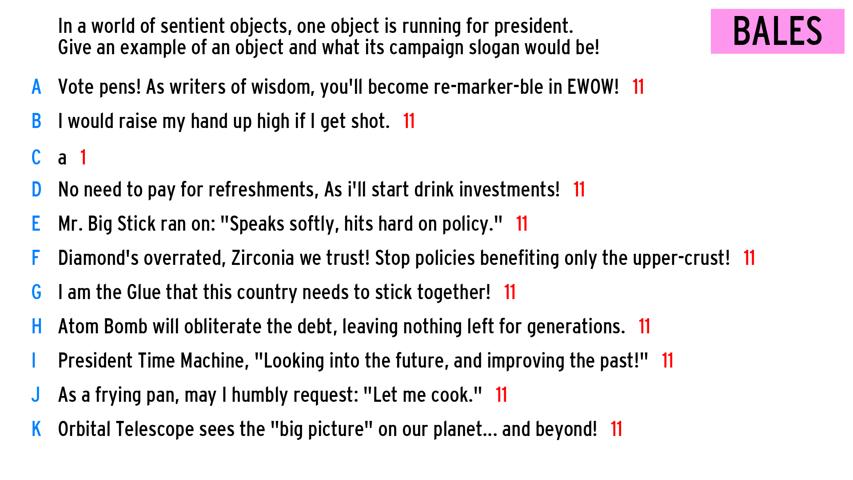 In a world of sentient objects, one object is running for president.
Give an example of an object and what its campaign slogan would be!
BALES
A Vote pens! As writers of wisdom, you'll become re-marker-ble in EWOW! 11
B I would raise my hand up high if I get shot. 11
C a 1
D No need to pay for refreshments, As i'll start drink investments! 11
E Mr. Big Stick ran on: "Speaks softly, hits hard on policy." 11
F Diamond's overrated, Zirconia we trust! Stop policies benefiting only the upper-crust! 11
G I am the Glue that this country needs to stick together! 11
H Atom Bomb will obliterate the debt, leaving nothing left for generations. 11
I President Time Machine, "Looking into the future, and improving the past!" 11
J As a frying pan, may I humbly request: "Let me cook." 11
K Orbital Telescope sees the "big picture" on our planet... and beyond! 11